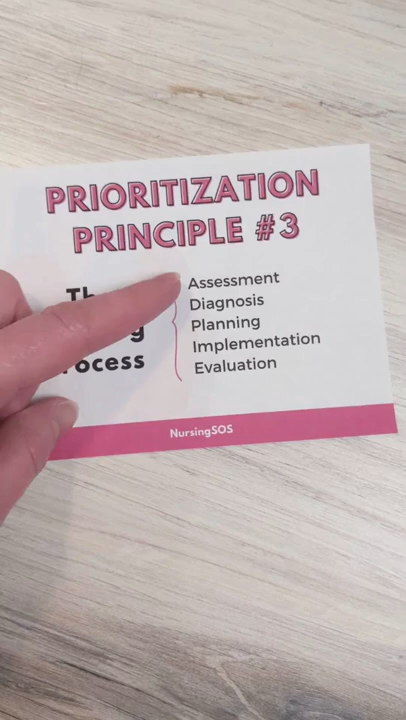 PRIORITIZATION
PRINCIPLE #3
Assessment
Diagnosis
Planning
Implementation
Evaluation
NursingSOS